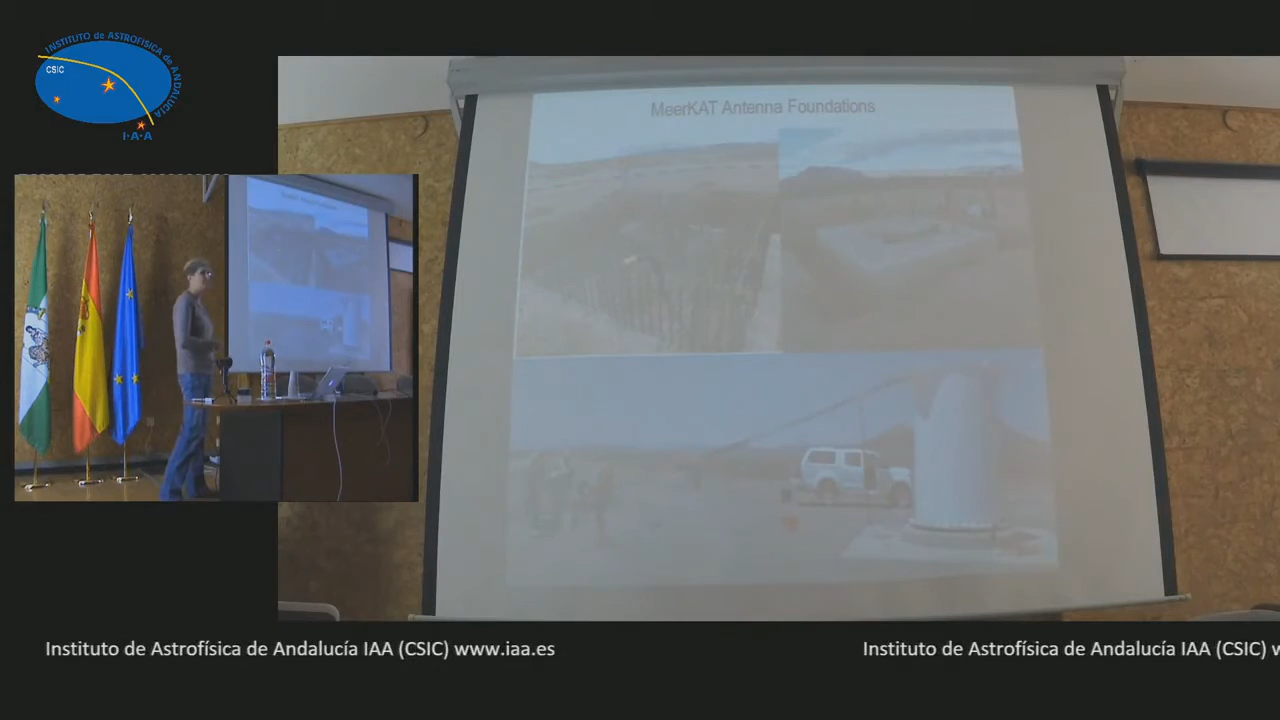 INSTITUTO de ASTROFÍSICA de ANDALUCÍA
CSIC
I·A·A
MeerKAT Antenna Foundations
Instituto de Astrofísica de Andalucía IAA (CSIC) www.iaa.es
Instituto de Astrofísica de Andalucía IAA (CSIC) w